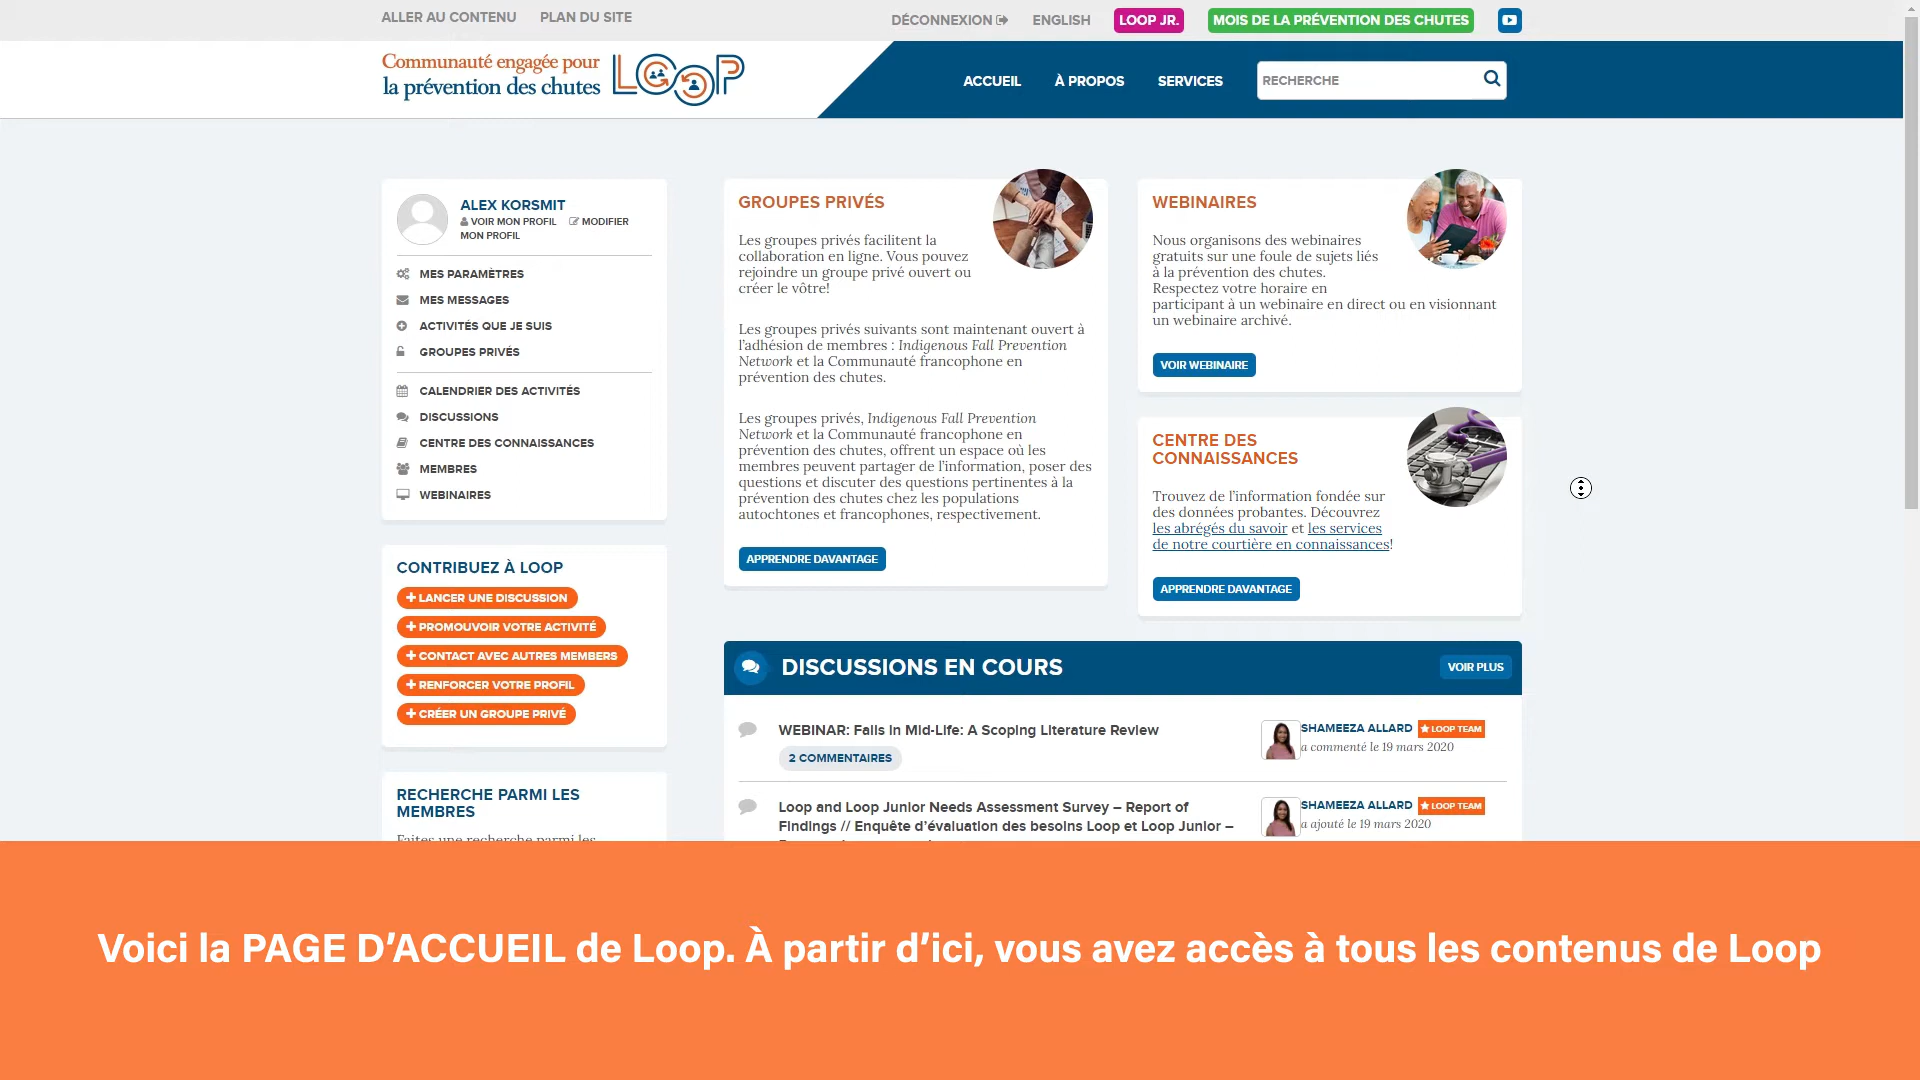 ALLER AU CONTENU PLAN DU SITE
DÉCONNEXION ENGLISH LOOP JR. MOIS DE LA PRÉVENTION DES CHUTES
Communauté engagée pour
la prévention des chutes
LOOP
ACCUEIL À PROPOS SERVICES RECHERCHE
ALEX KORSMIT
VOIR MON PROFIL MODIFIER
MON PROFIL
MES PARAMÈTRES
MES MESSAGES
ACTIVITÉS QUE JE SUIS
GROUPES PRIVÉS
CALENDRIER DES ACTIVITÉS
DISCUSSIONS
CENTRE DES CONNAISSANCES
MEMBRES
WEBINAIRES
CONTRIBUEZ À LOOP
LANCER UNE DISCUSSION
PROMOUVOIR VOTRE ACTIVITÉ
CONTACT AVEC AUTRES MEMBERS
RENFORCER VOTRE PROFIL
CRÉER UN GROUPE PRIVÉ
RECHERCHE PARMI LES
MEMBRES
Faites une recherche parmi les
GROUPES PRIVÉS
Les groupes privés facilitent la
collaboration en ligne. Vous pouvez
rejoindre un groupe privé ouvert ou
créer le vôtre!
Les groupes privés suivants sont maintenant ouvert à
l'adhésion de membres : Indigenous Fall Prevention
Network et la Communauté francophone en
prévention des chutes.
Les groupes privés, Indigenous Fall Prevention
Network et la Communauté francophone en
prévention des chutes, offrent un espace où les
membres peuvent partager de l'information, poser des
questions et discuter des questions pertinentes à la
prévention des chutes chez les populations
autochtones et francophones, respectivement.
APPRENDRE DAVANTAGE
WEBINAIRES
Nous organisons des webinaires
gratuits sur une foule de sujets liés
à la prévention des chutes.
Respectez votre horaire en
participant à un webinaire en direct ou en visionnant
un webinaire archivé.
VOIR WEBINAIRE
CENTRE DES
CONNAISSANCES
Trouvez de l'information fondée sur
des données probantes. Découvrez
les abrégés du savoir et les services
de notre courtière en connaissances!
APPRENDRE DAVANTAGE
DISCUSSIONS EN COURS VOIR PLUS
WEBINAR: Falls in Mid-Life: A Scoping Literature Review
2 COMMENTAIRES
SHAMEEZA ALLARD LOOP TEAM
a commenté le 19 mars 2020
Loop and Loop Junior Needs Assessment Survey – Report of
Findings // Enquête d'évaluation des besoins Loop et Loop Junior –
SHAMEEZA ALLARD LOOP TEAM
a ajouté le 19 mars 2020
Voici la PAGE D'ACCUEIL de Loop. À partir d'ici, vous avez accès à tous les contenus de Loop